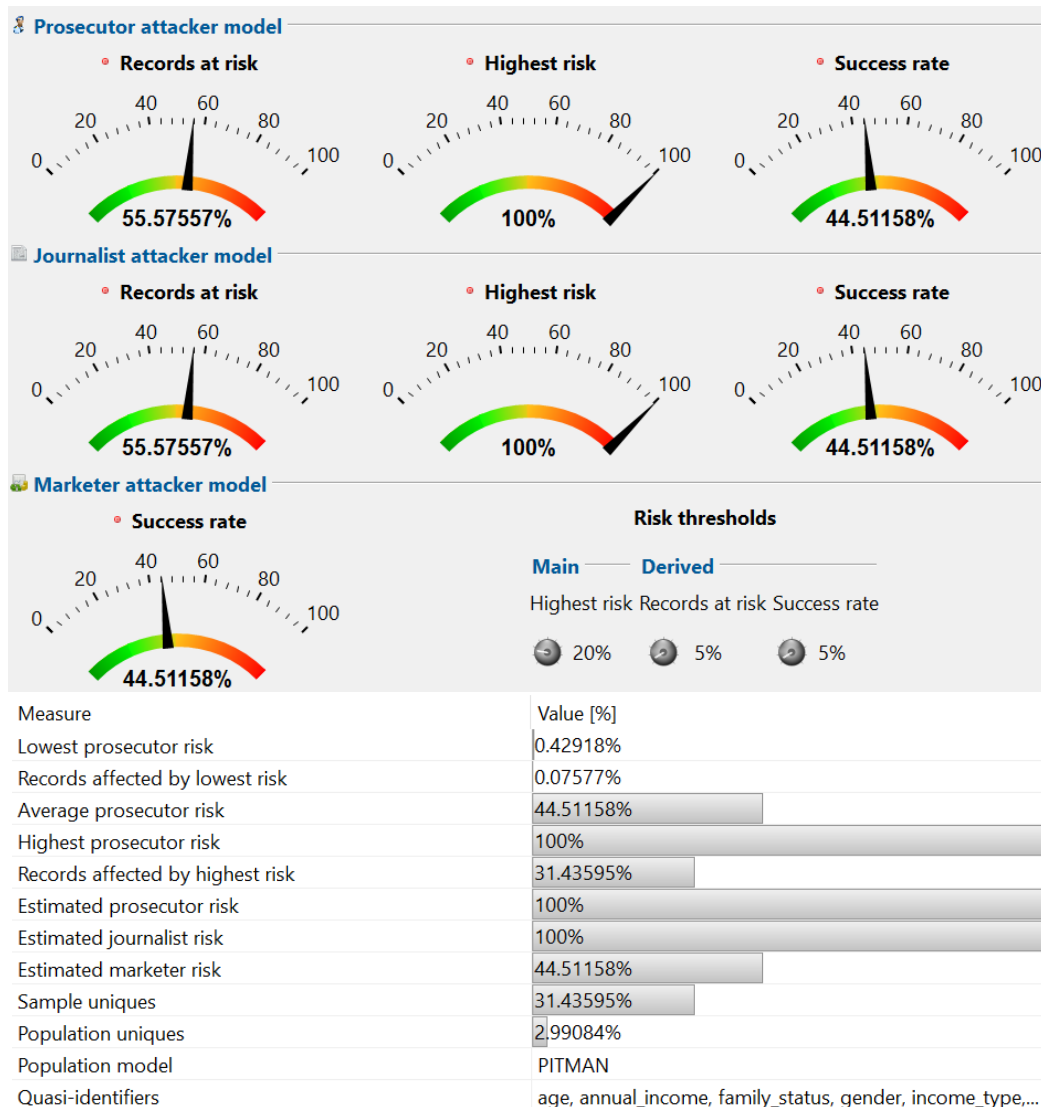 Prosecutor attacker model
Records at risk Highest risk Success rate
0 20 40 60 80 100 0 20 40 60 80 100 0 20 40 60 80 100
55.57557% 100% 44.51158%
Journalist attacker model
Records at risk Highest risk Success rate
0 20 40 60 80 100 0 20 40 60 80 100 0 20 40 60 80 100
55.57557% 100% 44.51158%
Marketer attacker model
Success rate Risk thresholds
0 20 40 60 80 100
Main Derived
Highest risk Records at risk Success rate
20% 5% 5%
44.51158%
Measure Value [%]
Lowest prosecutor risk 0.42918%
Records affected by lowest risk 0.07577%
Average prosecutor risk 44.51158%
Highest prosecutor risk 100%
Records affected by highest risk 31.43595%
Estimated prosecutor risk 100%
Estimated journalist risk 100%
Estimated marketer risk 44.51158%
Sample uniques 31.43595%
Population uniques 2.99084%
Population model PITMAN
Quasi-identifiers age, annual_income, family_status, gender, income_type,...